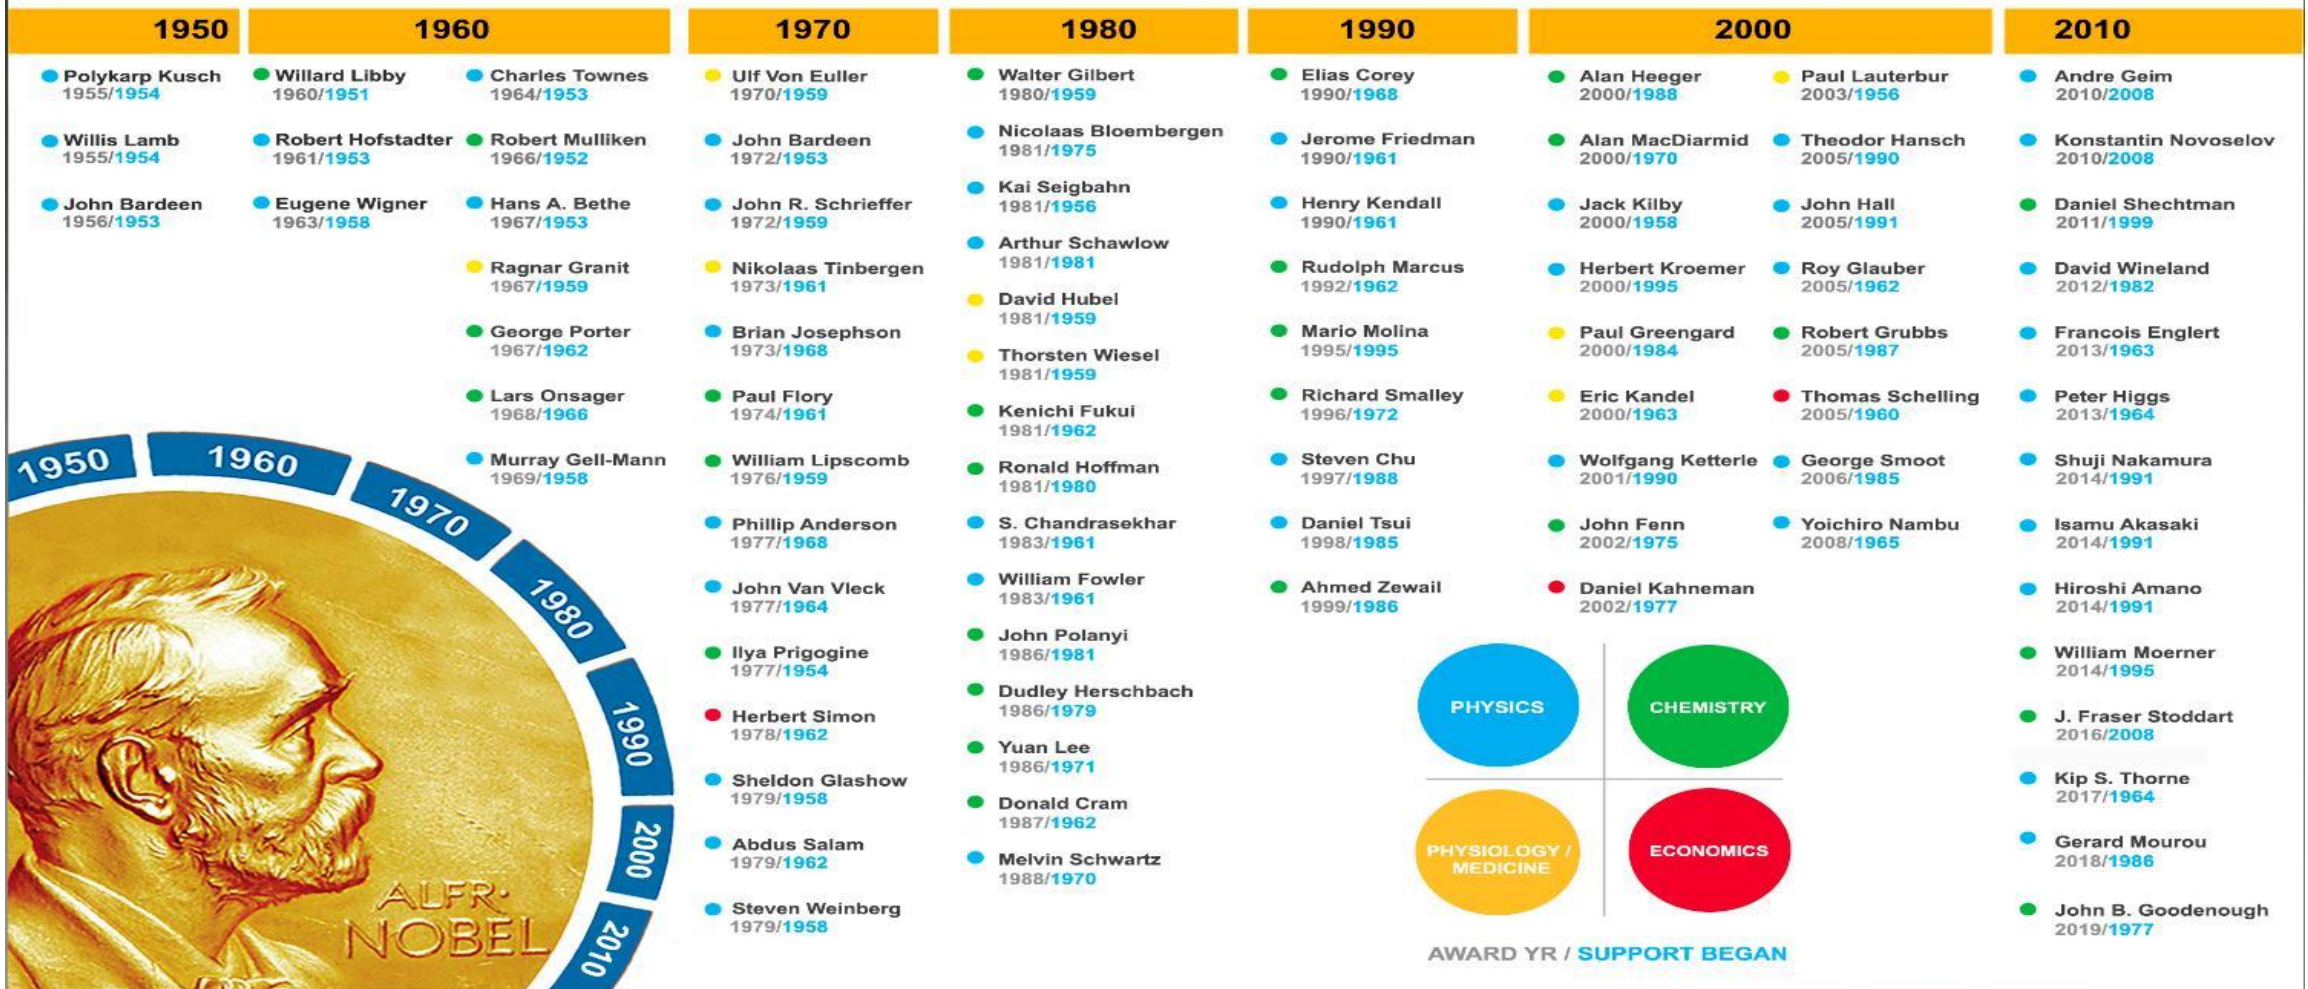 1950
Polykarp Kusch
1955/1954
Willis Lamb
1955/1954
John Bardeen
1956/1953
1960
Willard Libby
1960/1951
Robert Hofstadter
1961/1953
Eugene Wigner
1963/1958
Charles Townes
1964/1953
Robert Mulliken
1966/1952
Hans A. Bethe
1967/1953
Ragnar Granit
1967/1959
George Porter
1967/1962
Lars Onsager
1968/1966
Murray Gell-Mann
1969/1958
1970
Ulf Von Euller
1970/1959
John Bardeen
1972/1953
John R. Schrieffer
1972/1959
Nikolaas Tinbergen
1973/1961
Brian Josephson
1973/1968
Paul Flory
1974/1961
William Lipscomb
1976/1959
Phillip Anderson
1977/1968
John Van Vleck
1977/1964
Ilya Prigogine
1977/1954
Herbert Simon
1978/1962
Sheldon Glashow
1979/1958
Abdus Salam
1979/1962
Steven Weinberg
1979/1958
1980
Walter Gilbert
1980/1959
Nicolaas Bloembergen
1981/1975
Kai Seigbahn
1981/1956
Arthur Schawlow
1981/1981
David Hubel
1981/1959
Thorsten Wiesel
1981/1959
Kenichi Fukui
1981/1962
Ronald Hoffman
1981/1980
S. Chandrasekhar
1983/1961
William Fowler
1983/1961
John Polanyi
1986/1981
Dudley Herschbach
1986/1979
Yuan Lee
1986/1971
Donald Cram
1987/1962
Melvin Schwartz
1988/1970
1990
Elias Corey
1990/1968
Jerome Friedman
1990/1961
Henry Kendall
1990/1961
Rudolph Marcus
1992/1962
Mario Molina
1995/1995
Richard Smalley
1996/1972
Steven Chu
1997/1988
Daniel Tsui
1998/1985
Ahmed Zewail
1999/1986
2000
Alan Heeger
2000/1988
Alan MacDiarmid
2000/1970
Jack Kilby
2000/1958
Herbert Kroemer
2000/1995
Paul Greengard
2000/1984
Eric Kandel
2000/1963
Wolfgang Ketterle
2001/1990
John Fenn
2002/1975
Daniel Kahneman
2002/1977
Paul Lauterbur
2003/1956
Theodor Hansch
2005/1990
John Hall
2005/1991
Roy Glauber
2005/1962
Robert Grubbs
2005/1987
Thomas Schelling
2005/1960
George Smoot
2006/1985
Yoichiro Nambu
2008/1965
2010
Andre Geim
2010/2008
Konstantin Novoselov
2010/2008
Daniel Shechtman
2011/1999
David Wineland
2012/1982
Francois Englert
2013/1963
Peter Higgs
2013/1964
Shuji Nakamura
2014/1991
Isamu Akasaki
2014/1991
Hiroshi Amano
2014/1991
William Moerner
2014/1995
J. Fraser Stoddart
2016/2008
Kip S. Thorne
2017/1964
Gerard Mourou
2018/1986
John B. Goodenough
2019/1977
1950
1960
1970
1980
1990
2000
2010
ALFR·
NOBEL
PHYSICS
CHEMISTRY
PHYSIOLOGY /
MEDICINE
ECONOMICS
AWARD YR / SUPPORT BEGAN